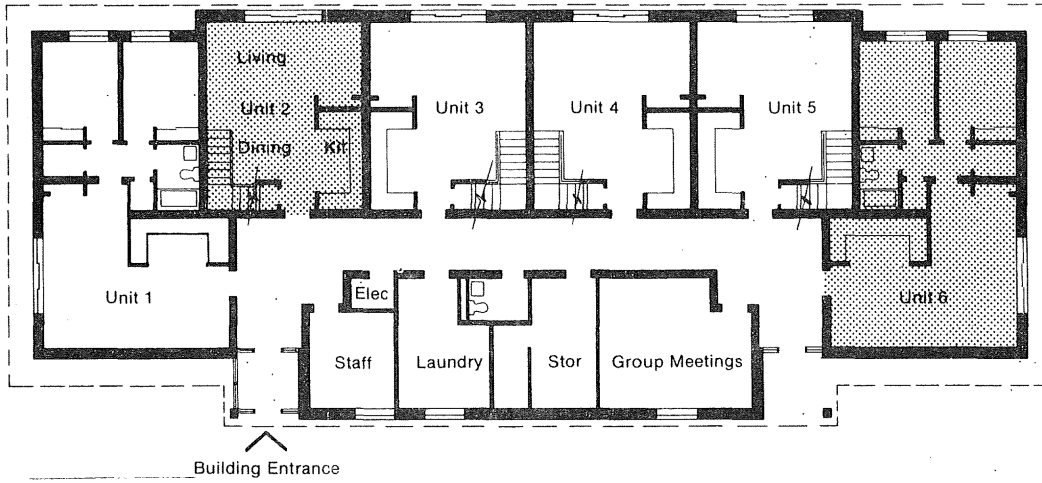 Living
Unit 2
Dining
Kit
Unit 3
Unit 4
Unit 5
Unit 1
Unit 6
Elec
Staff
Laundry
Stor
Group Meetings
Building Entrance